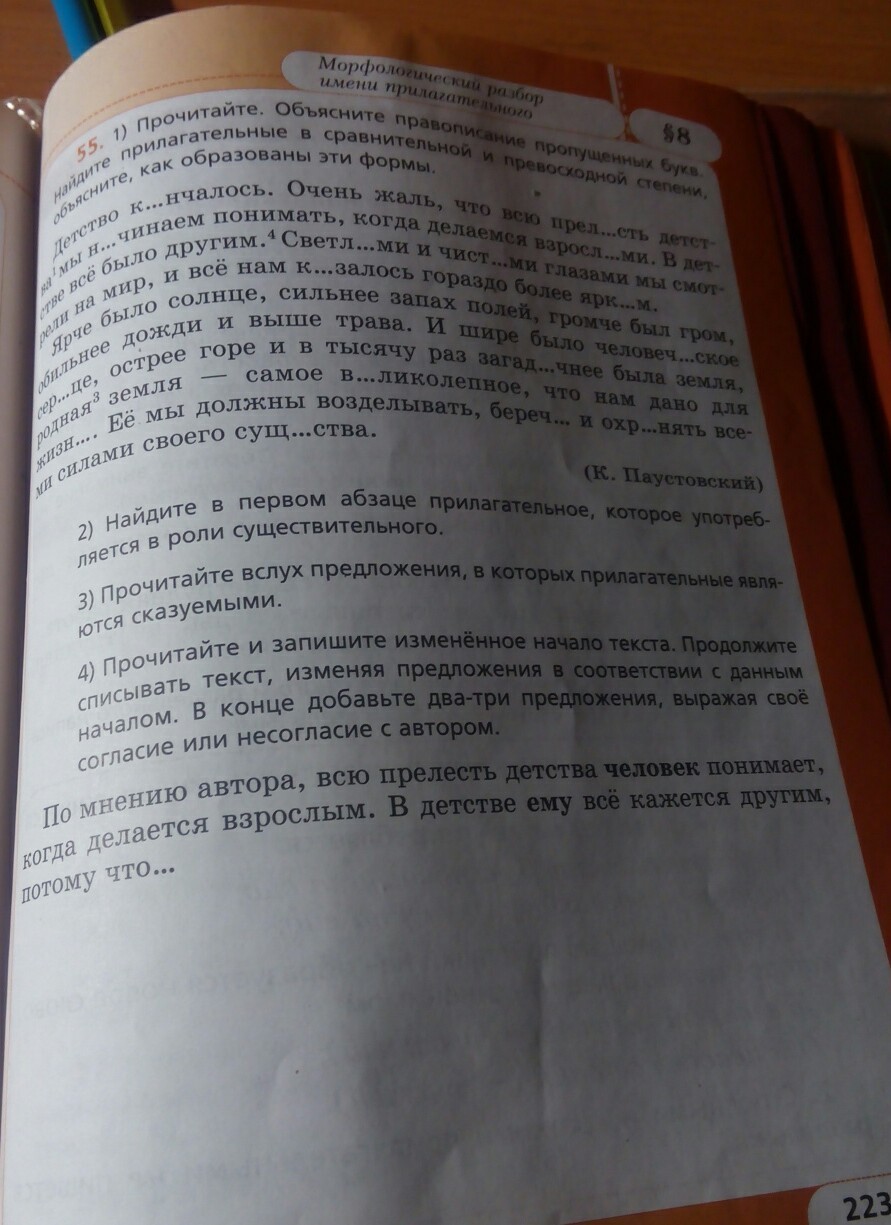 Морфологический разбор
имени прилагательного
§8
55. 1) Прочитайте. Объясните правописание пропущенных букв.
Найдите прилагательные в сравнительной и превосходной степени,
объясните, как образованы эти формы.
Детство к...нчалось. Очень жаль, что всю прел...сть детст-
ва¹ мы н...чинаем понимать, когда делаемся взросл...ми. В дет-
стве всё было другим.⁴ Светл...ми и чист...ми глазами мы смот-
рели на мир, и всё нам к...залось гораздо более ярк...м.
Ярче было солнце, сильнее запах полей, громче был гром,
обильнее дожди и выше трава. И шире было человеч...ское
сер...це, острее горе и в тысячу раз загад...чнее была земля,
родная³ земля — самое в...ликолепное, что нам дано для
жизн... . Её мы должны возделывать, береч... и охр...нять все-
ми силами своего сущ...ства.
(К. Паустовский)
2) Найдите в первом абзаце прилагательное, которое употреб-
ляется в роли существительного.
3) Прочитайте вслух предложения, в которых прилагательные явля-
ются сказуемыми.
4) Прочитайте и запишите изменённое начало текста. Продолжите
списывать текст, изменяя предложения в соответствии с данным
началом. В конце добавьте два-три предложения, выражая своё
согласие или несогласие с автором.
По мнению автора, всю прелесть детства человек понимает,
когда делается взрослым. В детстве ему всё кажется другим,
потому что...
223